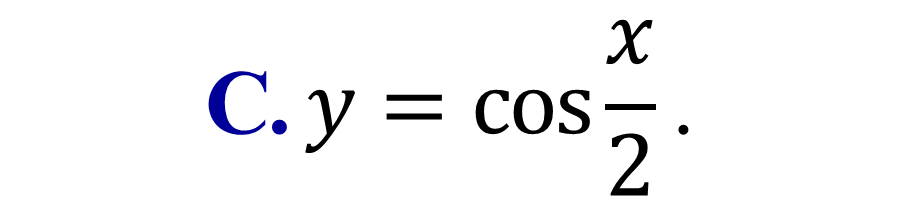 C. y = cos x/2 .